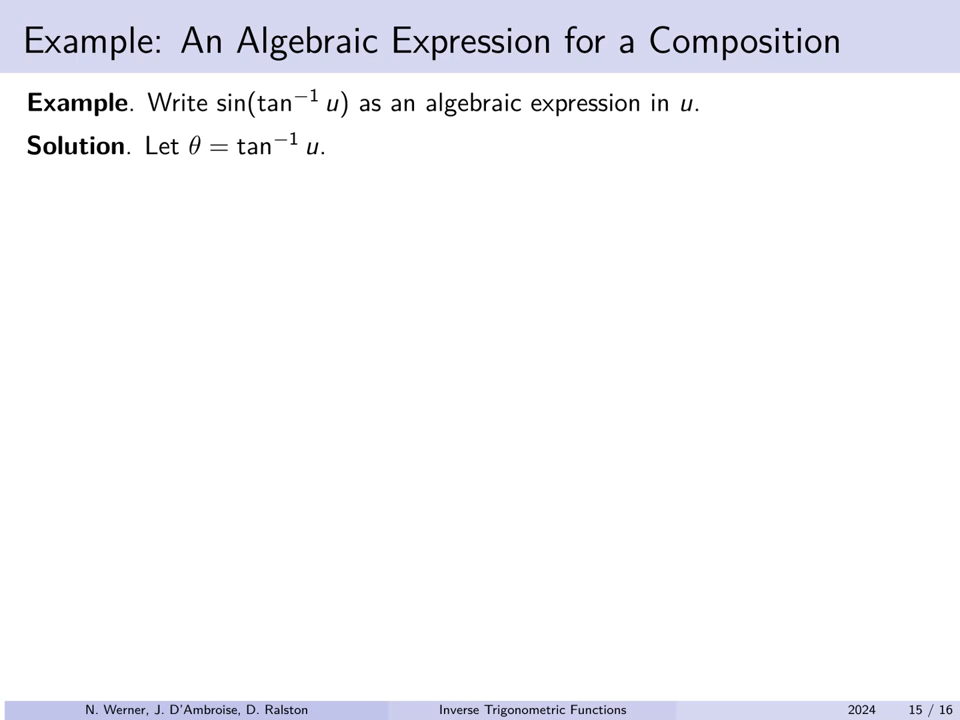 Example: An Algebraic Expression for a Composition
Example. Write sin(tan⁻¹ u) as an algebraic expression in u.
Solution. Let θ = tan⁻¹ u.
N. Werner, J. D'Ambroise, D. Ralston Inverse Trigonometric Functions 2024 15 / 16